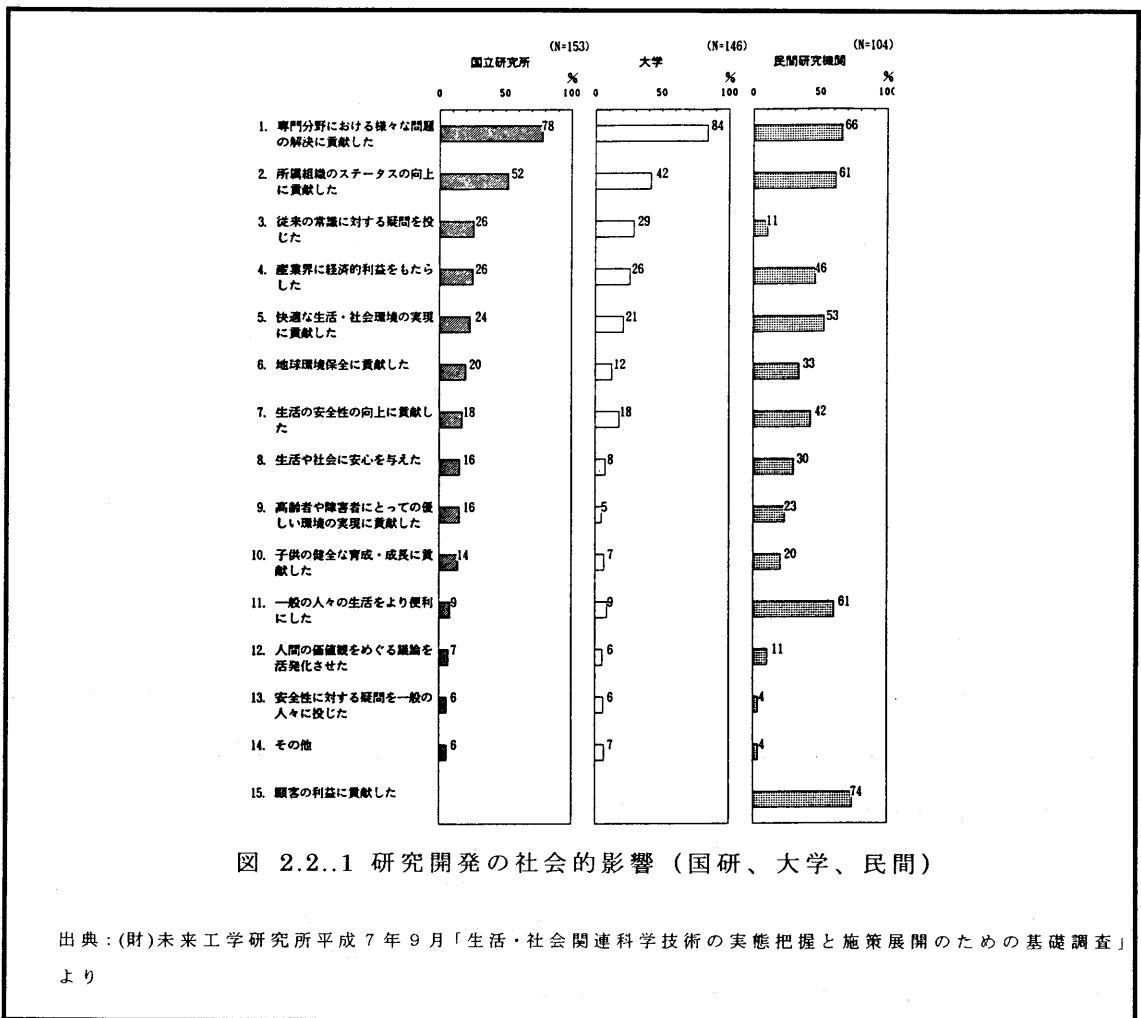 (N=153) (N=146) (N=104)
国立研究所 大学 民間研究機関
% % %
0 50 100 0 50 100 0 50 100
1. 専門分野における様々な問題 78 84 66
の解決に貢献した
2. 所属組織のステータスの向上 52 42 61
に貢献した
3. 従来の常識に対する疑問を投 26 29 11
じた
4. 産業界に経済的利益をもたら 26 26 46
した
5. 快適な生活・社会環境の実現 24 21 53
に貢献した
6. 地球環境保全に貢献した 20 12 33
7. 生活の安全性の向上に貢献し 18 18 42
た
8. 生活や社会に安心を与えた 16 8 30
9. 高齢者や障害者にとっての優 16 5 23
しい環境の実現に貢献した
10. 子供の健全な育成・成長に貢 14 7 20
献した
11. 一般の人々の生活をより便利 9 9 61
にした
12. 人間の価値観をめぐる議論を 7 6 11
活発化させた
13. 安全性に対する疑問を一般の 6 6 4
人々に投じた
14. その他 6 7 4
15. 顧客の利益に貢献した 74
図 2.2..1 研究開発の社会的影響 (国研、大学、民間)
出典:(財)未来工学研究所平成7年9月「生活・社会関連科学技術の実態把握と施策展開のための基礎調査」
より